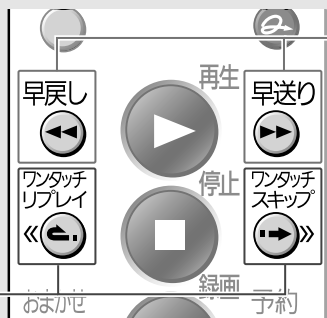 再生
早戻し
早送り
停止
ワンタッチ
リプレイ
ワンタッチ
スキップ
録画
おまかせ
予約